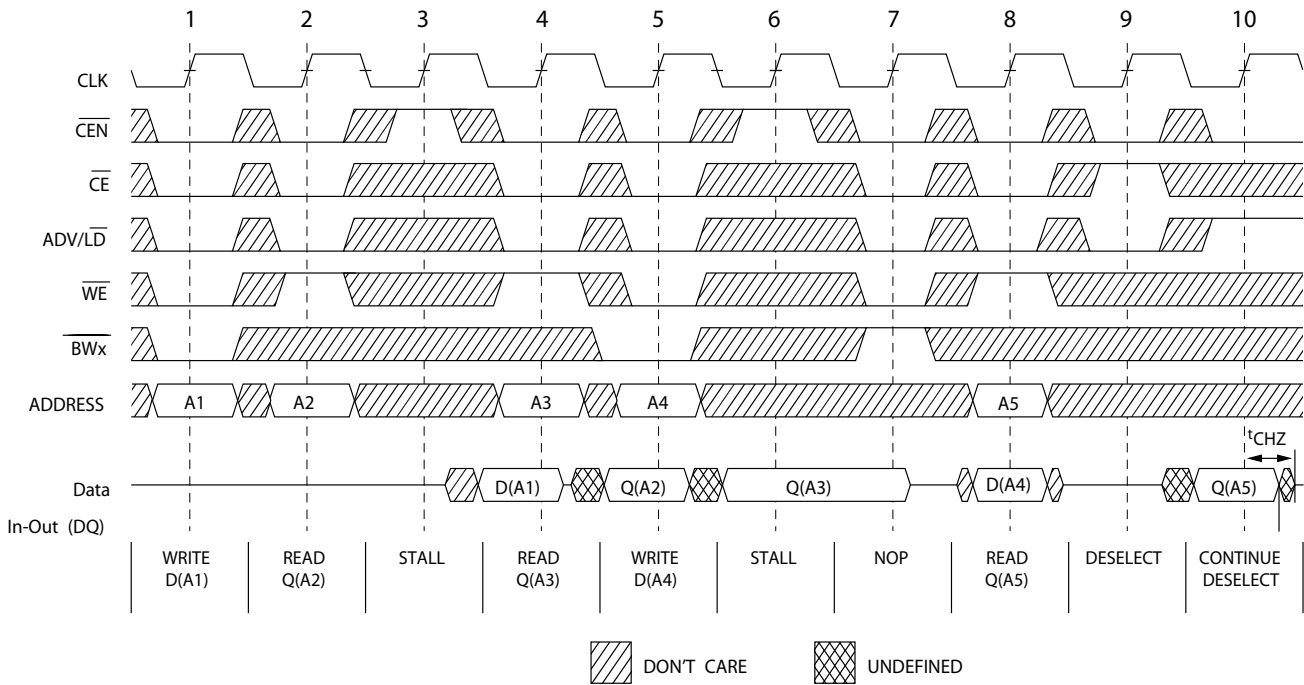 1 2 3 4 5 6 7 8 9 10
CLK
CEN
CE
ADV/LD
WE
BWx
ADDRESS A1 A2 A3 A4 A5
tCHZ
Data D(A1) Q(A2) Q(A3) D(A4) Q(A5)
In-Out (DQ)
WRITE READ STALL READ WRITE STALL NOP READ DESELECT CONTINUE
D(A1) Q(A2) Q(A3) D(A4) Q(A5) DESELECT
DON'T CARE UNDEFINED